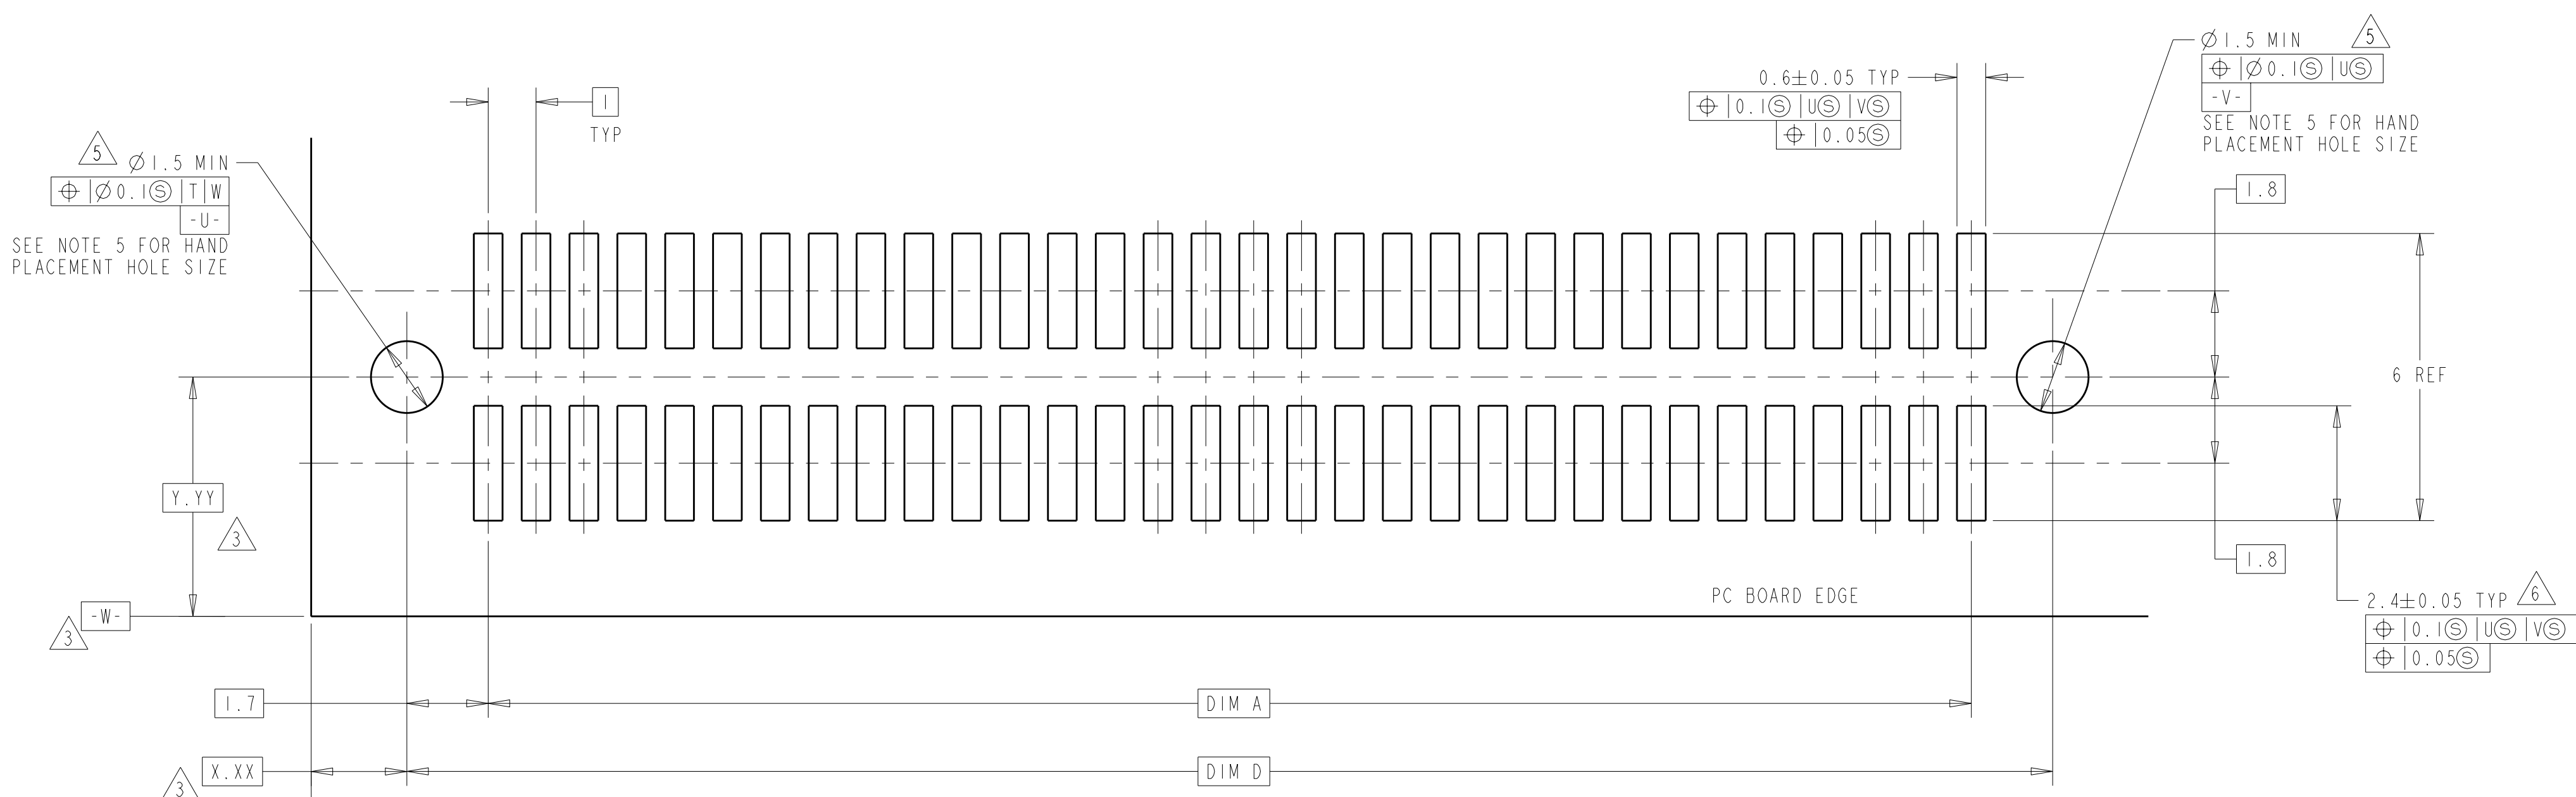 5
Ø1.5 MIN
⌖ Ø0.1Ⓢ T W
-U-
SEE NOTE 5 FOR HAND
PLACEMENT HOLE SIZE
1
TYP
0.6±0.05 TYP
⌖ 0.1Ⓢ UⓈ VⓈ
⌖ 0.05Ⓢ
Ø1.5 MIN
5
⌖ Ø0.1Ⓢ UⓈ
-V-
SEE NOTE 5 FOR HAND
PLACEMENT HOLE SIZE
1.8
6 REF
Y.YY
3
1.8
-W-
3
PC BOARD EDGE
2.4±0.05 TYP
6
⌖ 0.1Ⓢ UⓈ VⓈ
⌖ 0.05Ⓢ
1.7
DIM A
X.XX
3
DIM D